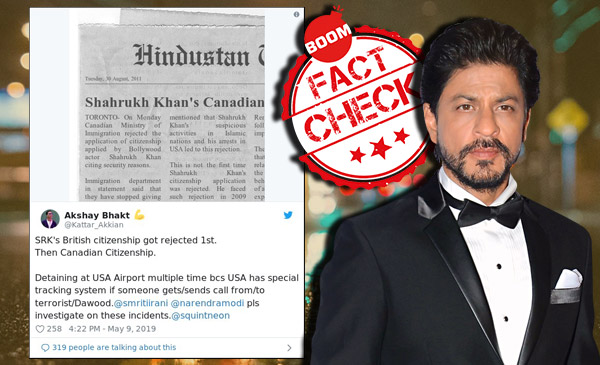 Hindustan
Tuesday, 30 August, 2011
Shahrukh Khan's Canadian
TORONTO- On Monday
Canadian Ministry of
Immigration rejected the
application of citizenship
applied by Bollywood
actor Shahrukh Khan
citing security reasons.
Immigration department
in statement said that
they have stopped giving
mentioned that Shahrukh
Khan's suspicious
activities in Islamic
nations and his arrests in
USA led to this rejection.
This is not the first time
Shahrukh Khan's
citizenship application
was rejected. He faced
such rejection in 2009
BOOM
FACT
CHECK
Akshay Bhakt 💪
@Kattar_Akkian
SRK's British citizenship got rejected 1st.
Then Canadian Citizenship.
Detaining at USA Airport multiple time bcs USA has special
tracking system if someone gets/sends call from/to
terrorist/Dawood.@smritiirani @narendramodi pls
investigate on these incidents.@squintneon
258 4:22 PM - May 9, 2019
319 people are talking about this